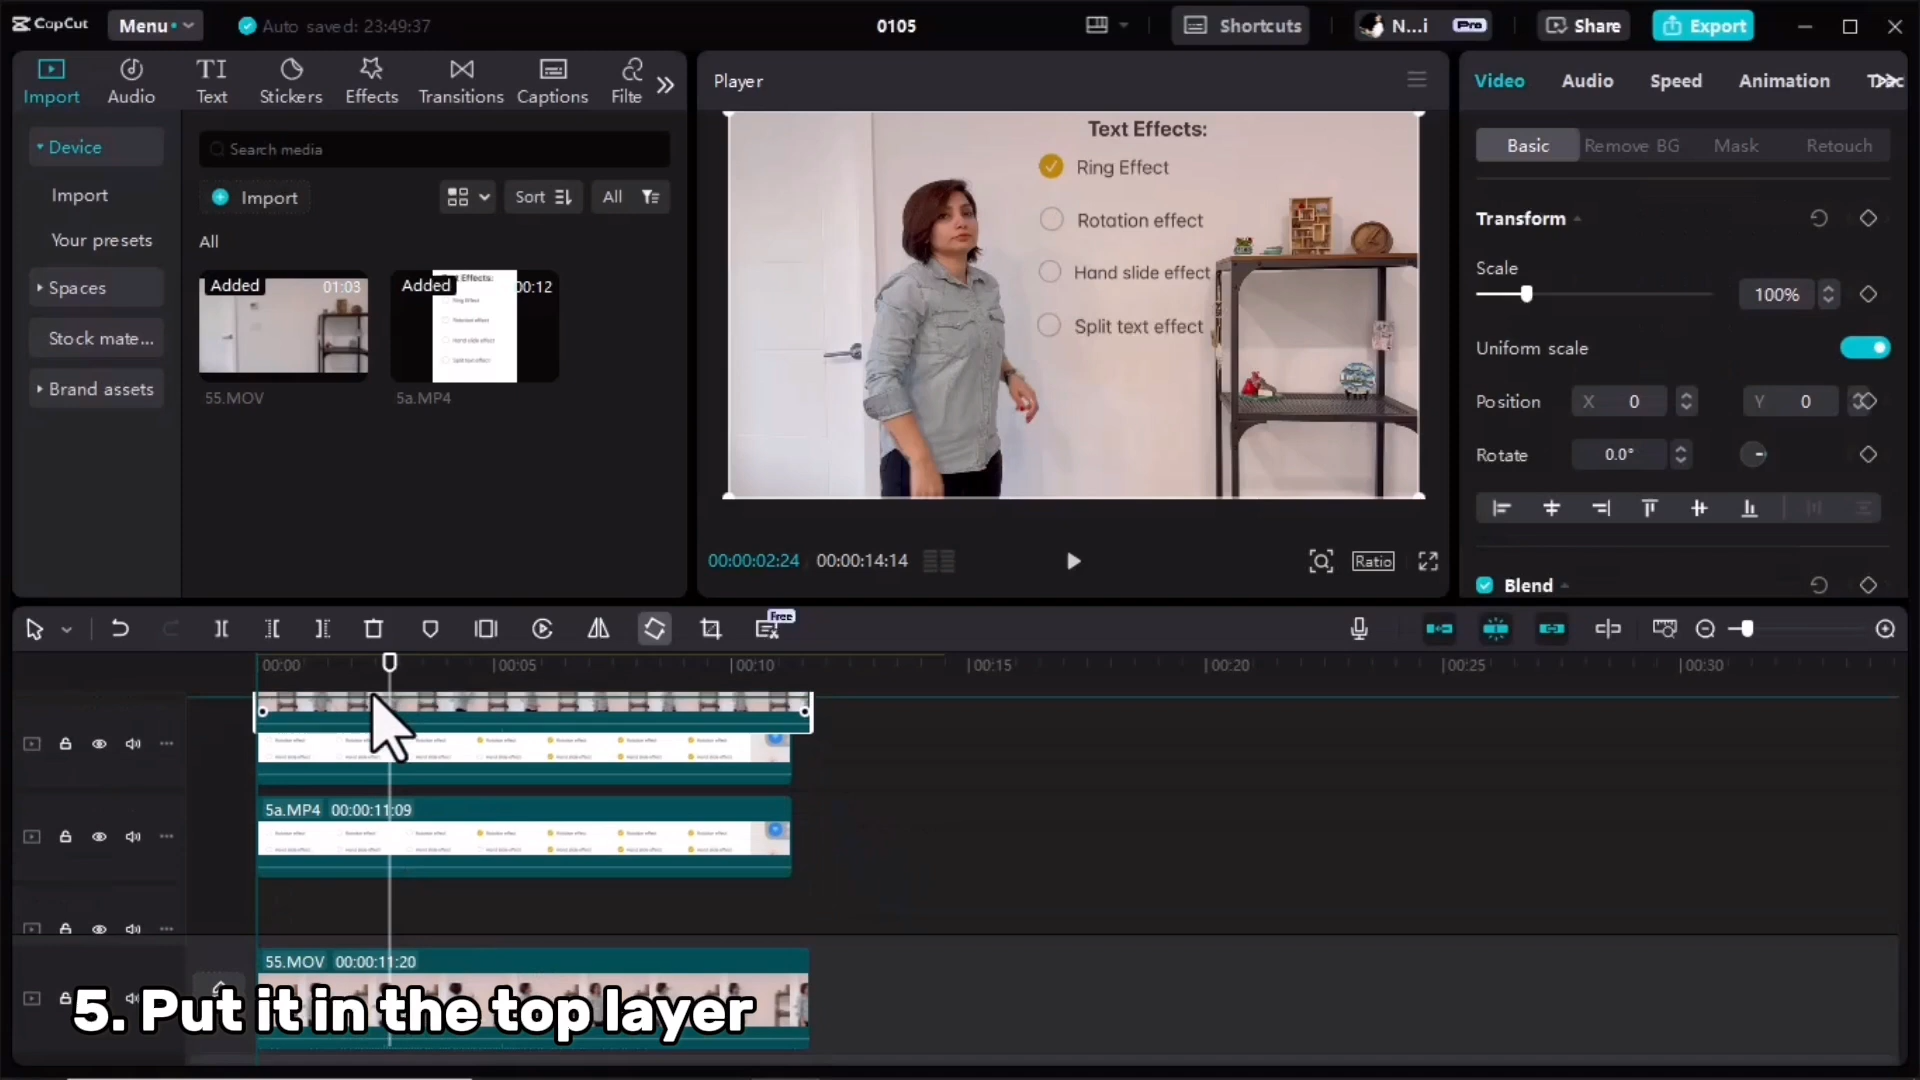 CapCut
Menu
Auto saved: 23:49:37
0105
Shortcuts
N...i
Pro
Share
Export
Import
Audio
Text
Stickers
Effects
Transitions
Captions
Filte
Device
Import
Your presets
Spaces
Stock mate...
Brand assets
Search media
Import
Sort
All
All
Added
01:03
55.MOV
Added
00:12
5a.MP4
Player
Text Effects:
Ring Effect
Rotation effect
Hand slide effect
Split text effect
00:00:02:24
00:00:14:14
Ratio
Video
Audio
Speed
Animation
Basic
Remove BG
Mask
Retouch
Transform
Scale
100%
Uniform scale
Position
X 0
Y 0
Rotate
0.0°
Blend
Free
00:00
00:05
00:10
00:15
00:20
00:25
00:30
5a.MP4 00:00:11:09
55.MOV 00:00:11:20
5. Put it in the top layer